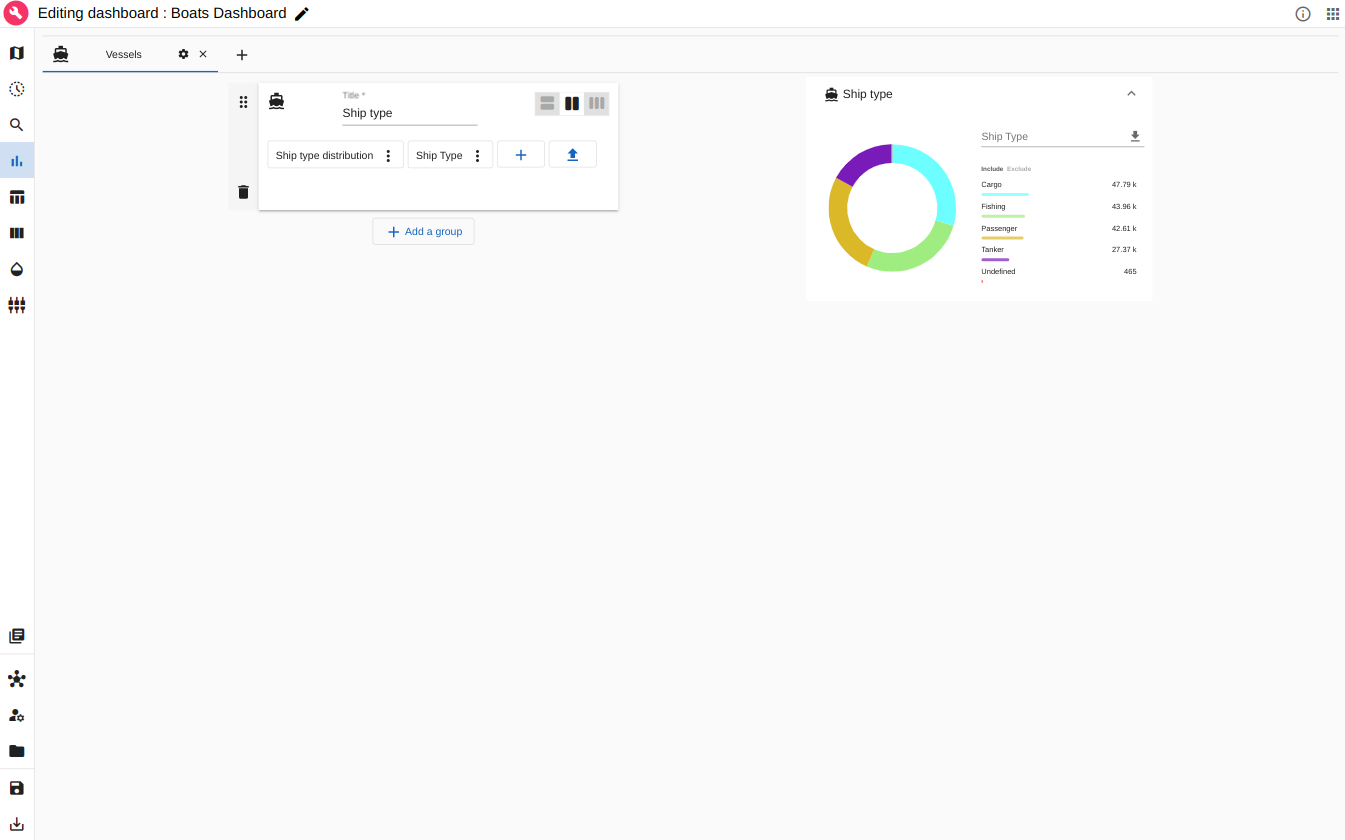 Editing dashboard : Boats Dashboard
Vessels
Title *
Ship type
Ship type distribution
Ship Type
Add a group
Ship type
Ship Type
Include Exclude
Cargo 47.79 k
Fishing 43.96 k
Passenger 42.61 k
Tanker 27.37 k
Undefined 465